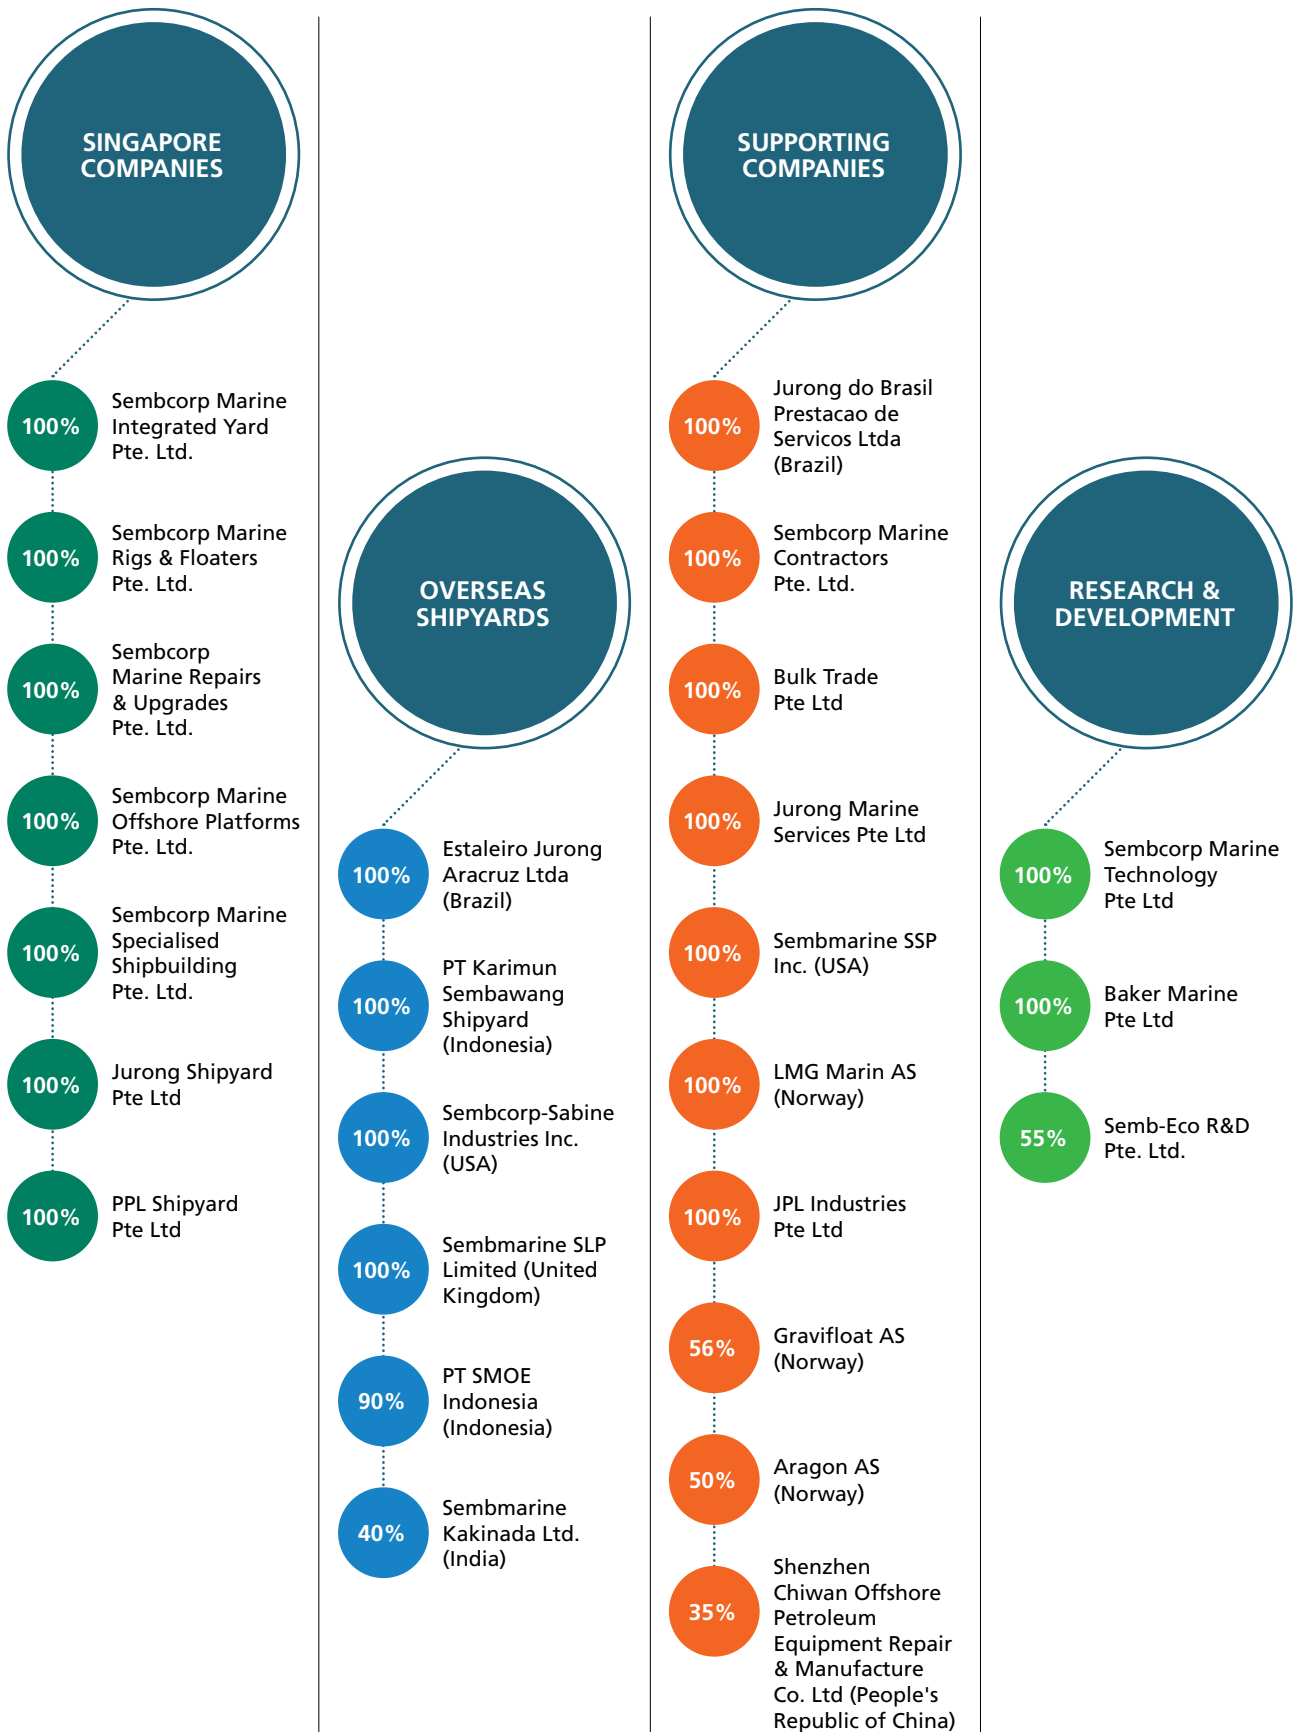 SINGAPORE
COMPANIES
100%
Sembcorp Marine
Integrated Yard
Pte. Ltd.
100%
Sembcorp Marine
Rigs & Floaters
Pte. Ltd.
100%
Sembcorp
Marine Repairs
& Upgrades
Pte. Ltd.
100%
Sembcorp Marine
Offshore Platforms
Pte. Ltd.
100%
Sembcorp Marine
Specialised
Shipbuilding
Pte. Ltd.
100%
Jurong Shipyard
Pte Ltd
100%
PPL Shipyard
Pte Ltd
OVERSEAS
SHIPYARDS
100%
Estaleiro Jurong
Aracruz Ltda
(Brazil)
100%
PT Karimun
Sembawang
Shipyard
(Indonesia)
100%
Sembcorp-Sabine
Industries Inc.
(USA)
100%
Sembmarine SLP
Limited (United
Kingdom)
90%
PT SMOE
Indonesia
(Indonesia)
40%
Sembmarine
Kakinada Ltd.
(India)
SUPPORTING
COMPANIES
100%
Jurong do Brasil
Prestacao de
Servicos Ltda
(Brazil)
100%
Sembcorp Marine
Contractors
Pte. Ltd.
100%
Bulk Trade
Pte Ltd
100%
Jurong Marine
Services Pte Ltd
100%
Sembmarine SSP
Inc. (USA)
100%
LMG Marin AS
(Norway)
100%
JPL Industries
Pte Ltd
56%
Gravifloat AS
(Norway)
50%
Aragon AS
(Norway)
35%
Shenzhen
Chiwan Offshore
Petroleum
Equipment Repair
& Manufacture
Co. Ltd (People's
Republic of China)
RESEARCH &
DEVELOPMENT
100%
Sembcorp Marine
Technology
Pte Ltd
100%
Baker Marine
Pte Ltd
55%
Semb-Eco R&D
Pte. Ltd.